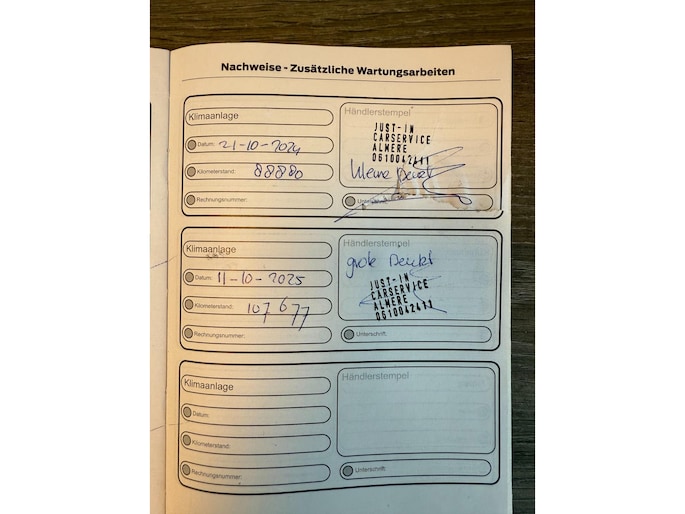 Nachweise - Zusätzliche Wartungsarbeiten
Klimaanlage
Datum: 21-10-2024
Kilometerstand: 88880
Rechnungsnummer:
Händlerstempel
JUST-IN
CARSERVICE
ALMERE
0610042411
kleine Beurt
Klimaanlage
Datum: 11-10-2025
Kilometerstand: 107677
Rechnungsnummer:
Händlerstempel
grote Beurt
JUST-IN
CARSERVICE
ALMERE
0610042411
Unterschrift:
Klimaanlage
Datum:
Kilometerstand:
Rechnungsnummer:
Händlerstempel
Unterschrift: